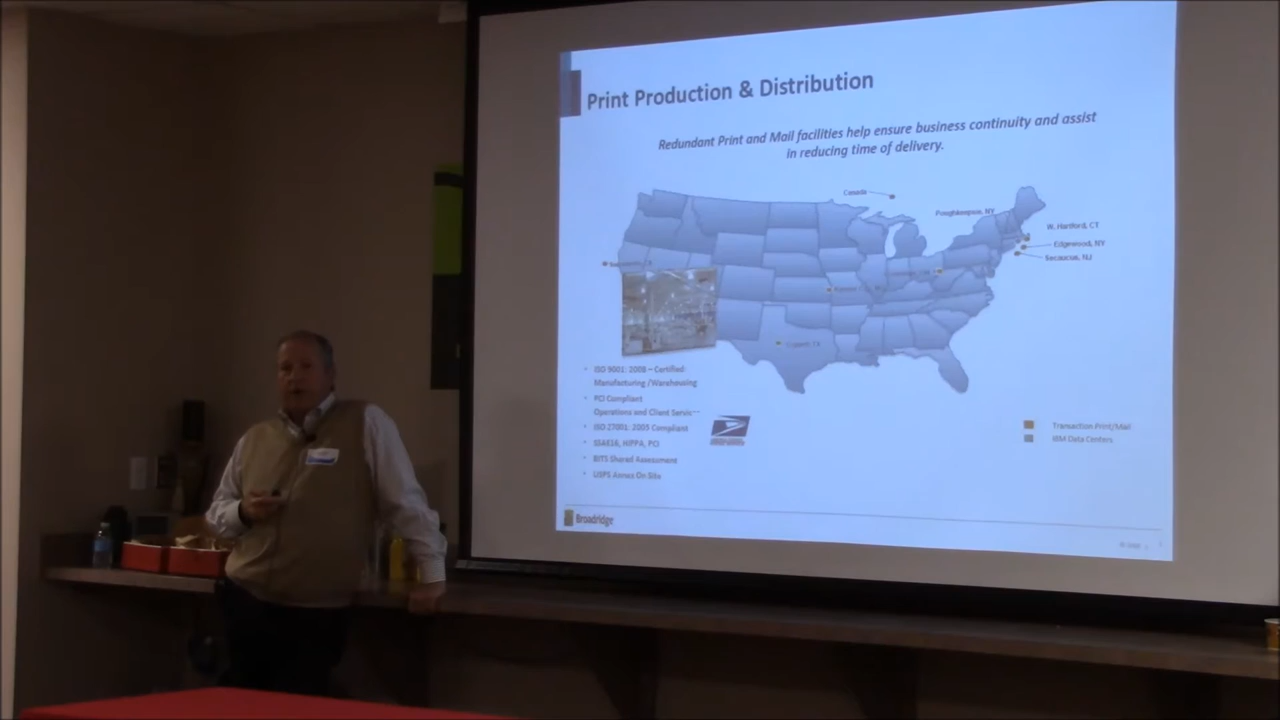 Print Production & Distribution
Redundant Print and Mail facilities help ensure business continuity and assist
in reducing time of delivery.
Canada
Poughkeepsie, NY
W. Hartford, CT
Edgewood, NY
Secaucus, NJ
ISO 9001: 2008 – Certified
Manufacturing /Warehousing
PCI Compliant
Operations and Client
ISO 27001: 2005 Compliant
SSAE16, HIPPA, PCI
BITS Shared Assessment
USPS Annex On Site
Transaction Print/Mail
IBM Data Centers
Broadridge